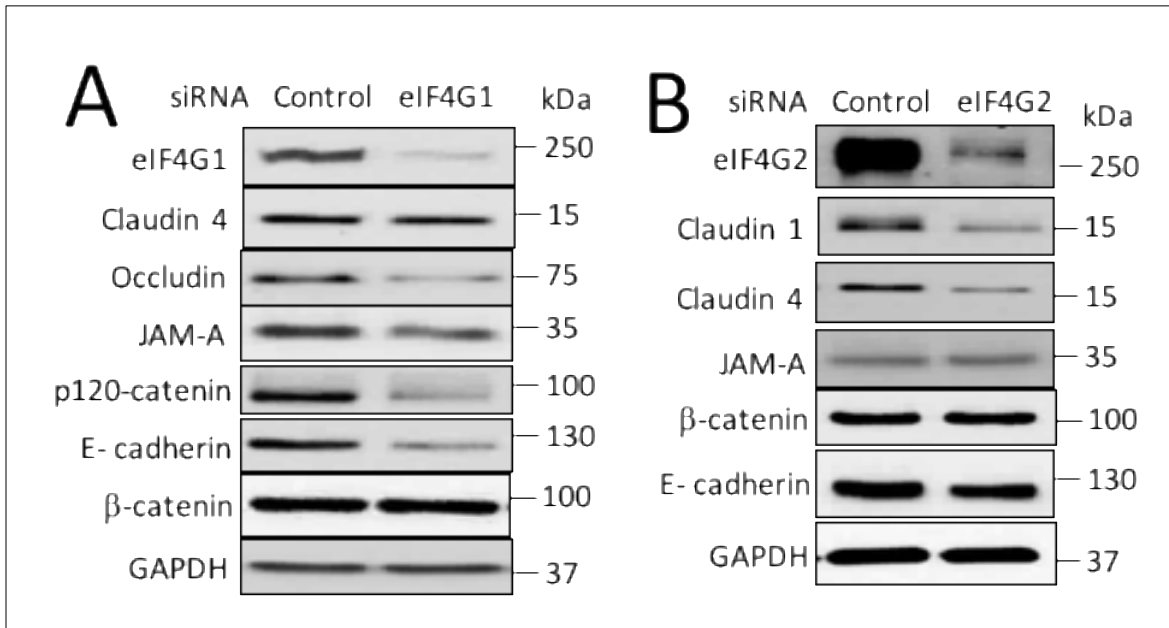 A
siRNA Control eIF4G1 kDa
eIF4G1 250
Claudin 4 15
Occludin 75
JAM-A 35
p120-catenin 100
E- cadherin 130
β-catenin 100
GAPDH 37
B
siRNA Control eIF4G2 kDa
eIF4G2 250
Claudin 1 15
Claudin 4 15
JAM-A 35
β-catenin 100
E- cadherin 130
GAPDH 37